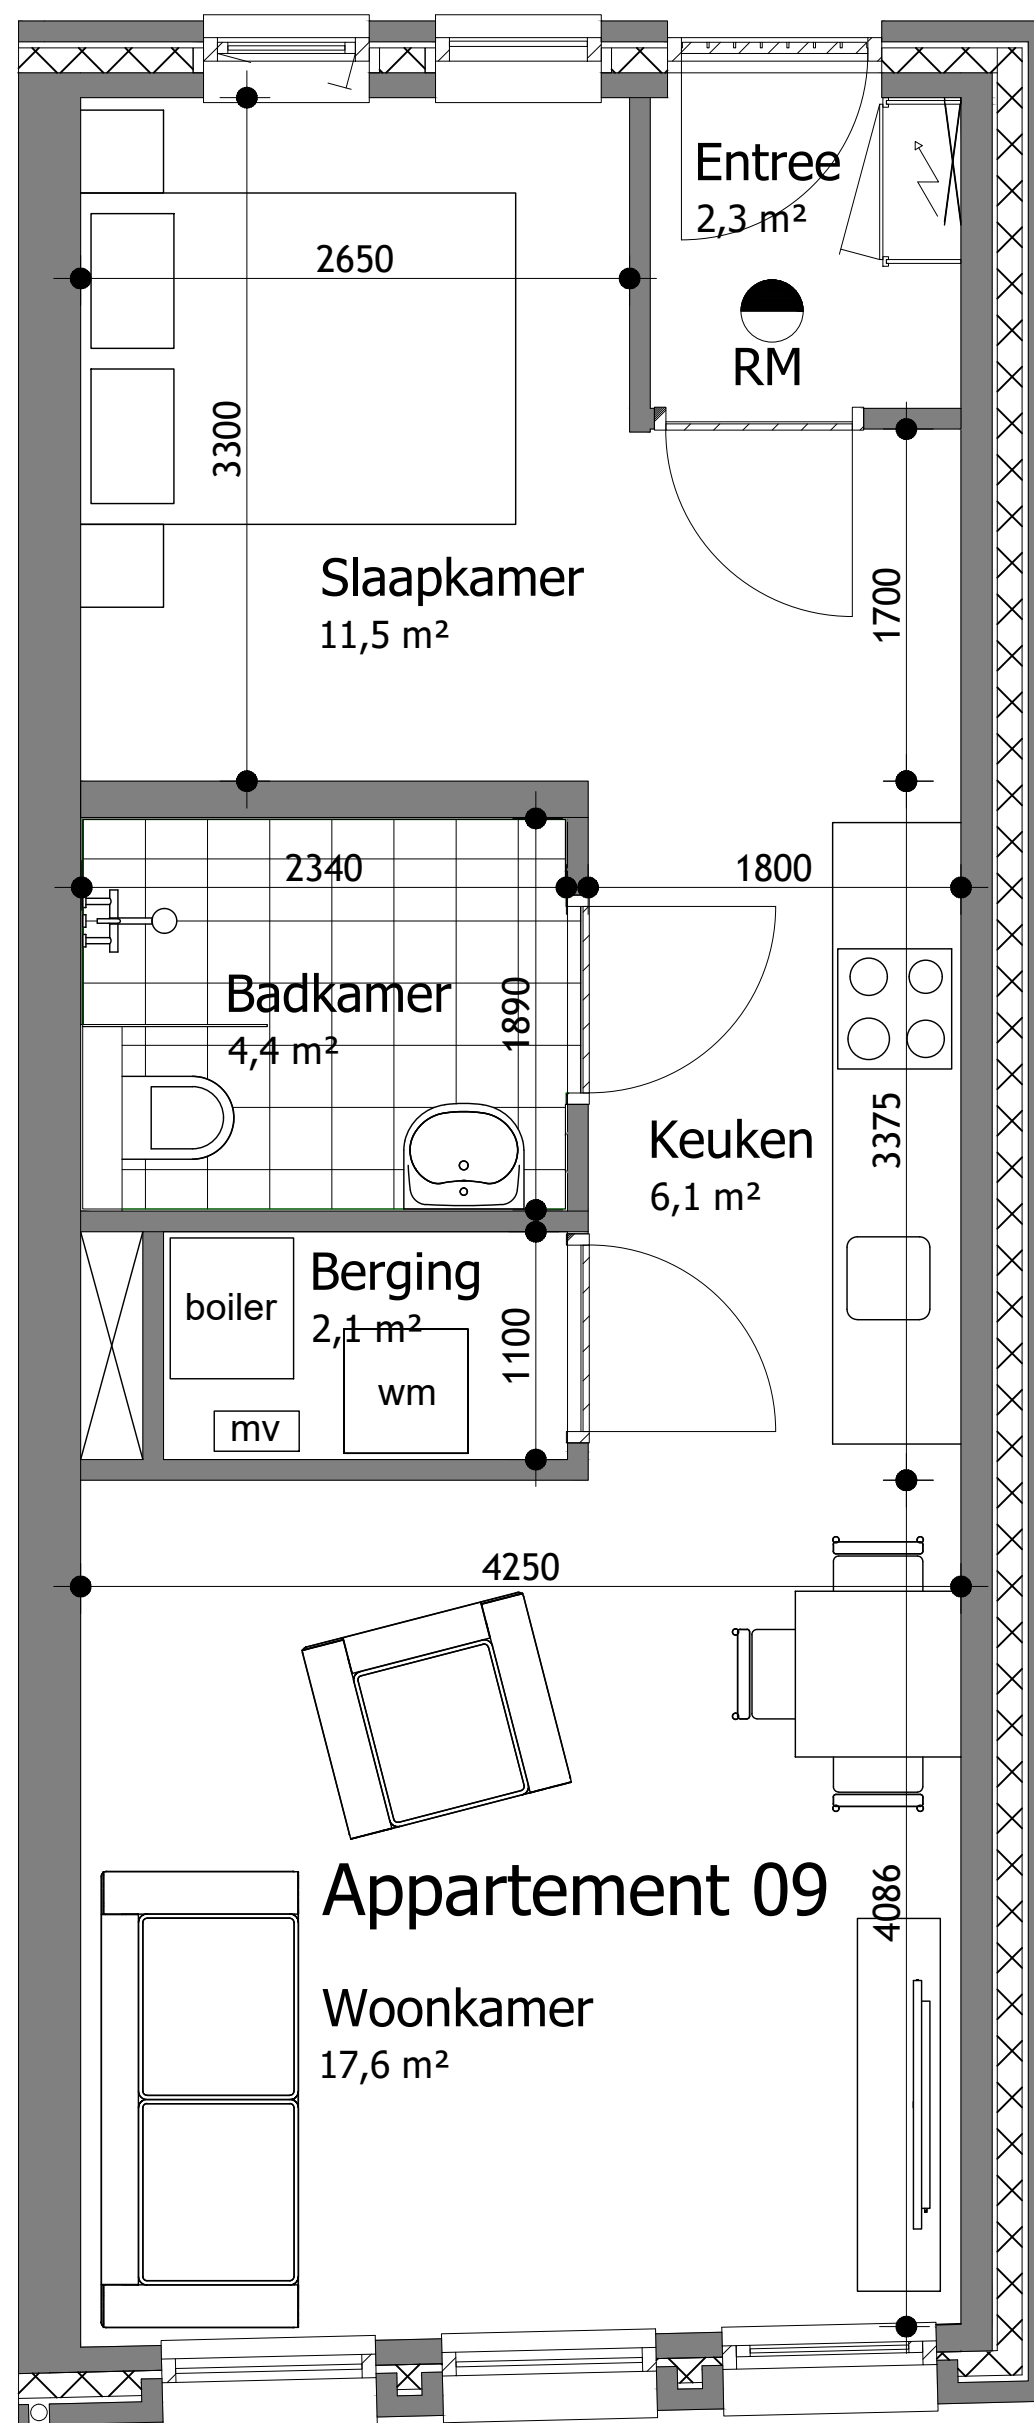 Entree
2,3 m²
2650
RM
3300
Slaapkamer
11,5 m²
1700
2340
1800
Badkamer
4,4 m²
1890
3375
Keuken
6,1 m²
Berging
2,1 m²
boiler
1100
wm
mv
4250
Appartement 09
4086
Woonkamer
17,6 m²